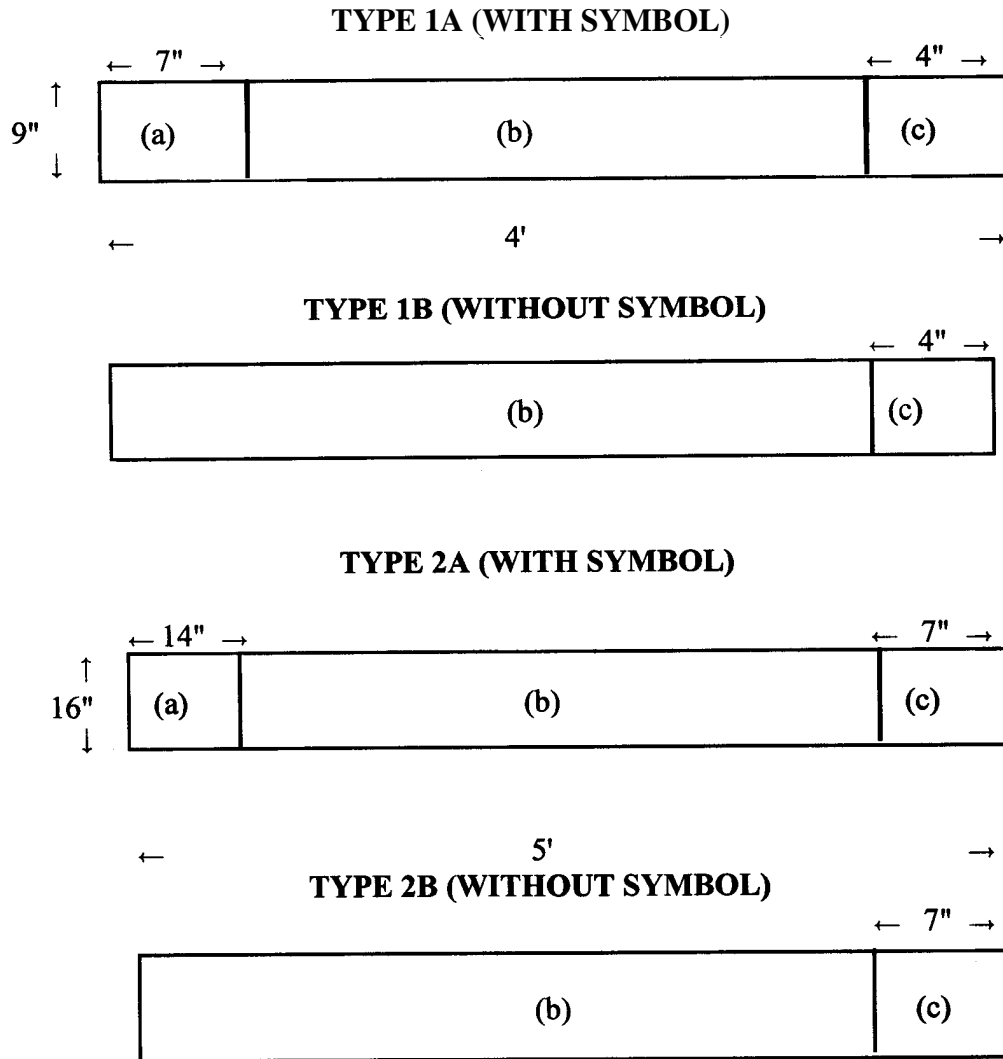 TYPE 1A (WITH SYMBOL)
← 7" → ← 4" →
↑
9" (a) (b) (c)
↓
← 4' →
TYPE 1B (WITHOUT SYMBOL)
← 4" →
(b) (c)
TYPE 2A (WITH SYMBOL)
← 14" → ← 7" →
↑
16" (a) (b) (c)
↓
← 5' →
TYPE 2B (WITHOUT SYMBOL)
← 7" →
(b) (c)